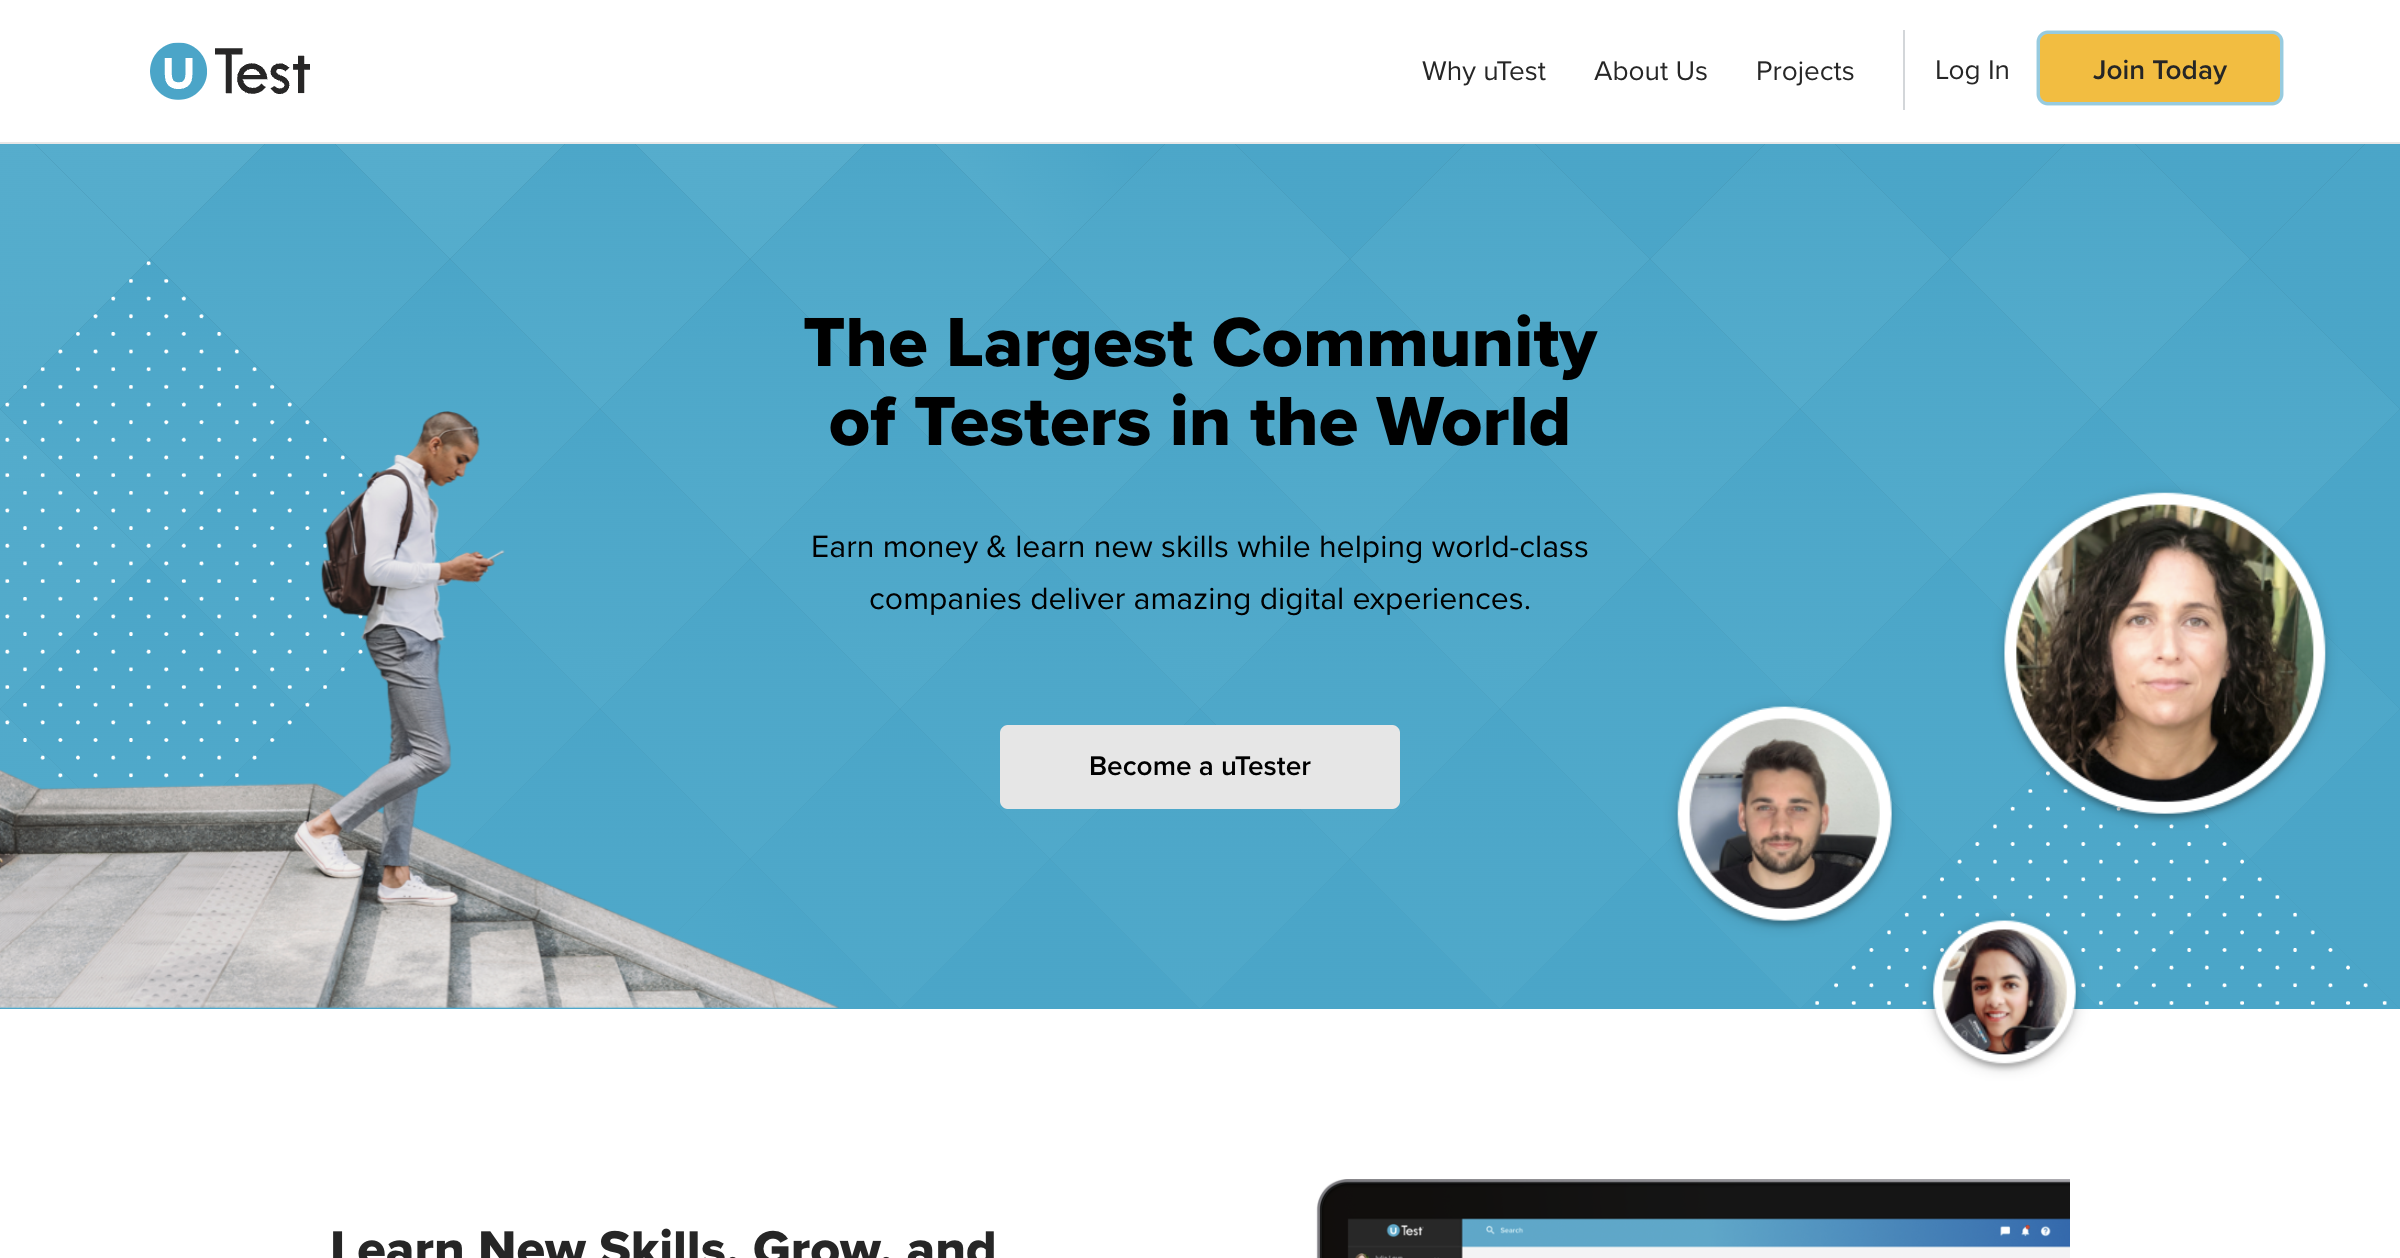 uTest
Why uTest
About Us
Projects
Log In
Join Today
The Largest Community
of Testers in the World
Earn money & learn new skills while helping world-class
companies deliver amazing digital experiences.
Become a uTester
Learn New Skills, Grow, and
uTest
Search